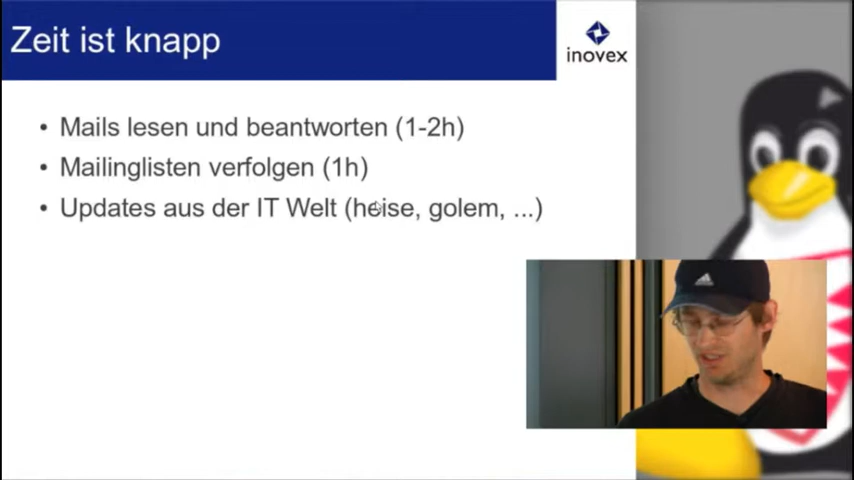 Zeit ist knapp
inovex
• Mails lesen und beantworten (1-2h)
• Mailinglisten verfolgen (1h)
• Updates aus der IT Welt (heise, golem, ...)